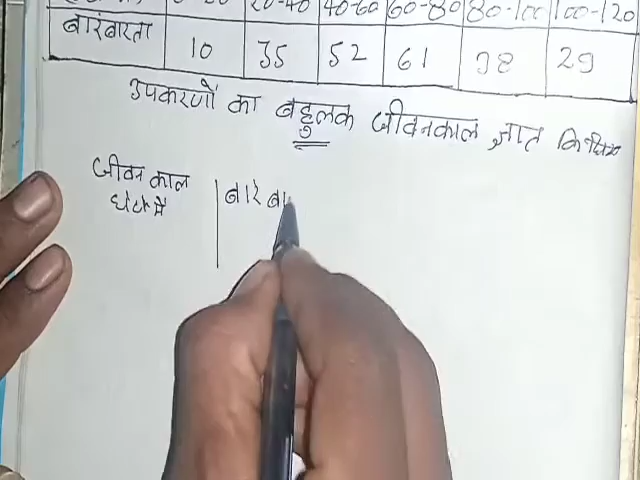 20-40 40-60 60-80 80-100 100-120
बारंबारता 10 35 52 61 38 29
उपकरणों का बहुलक जीवनकाल ज्ञात किजिए
जीवन काल बारं बा
घंटो में